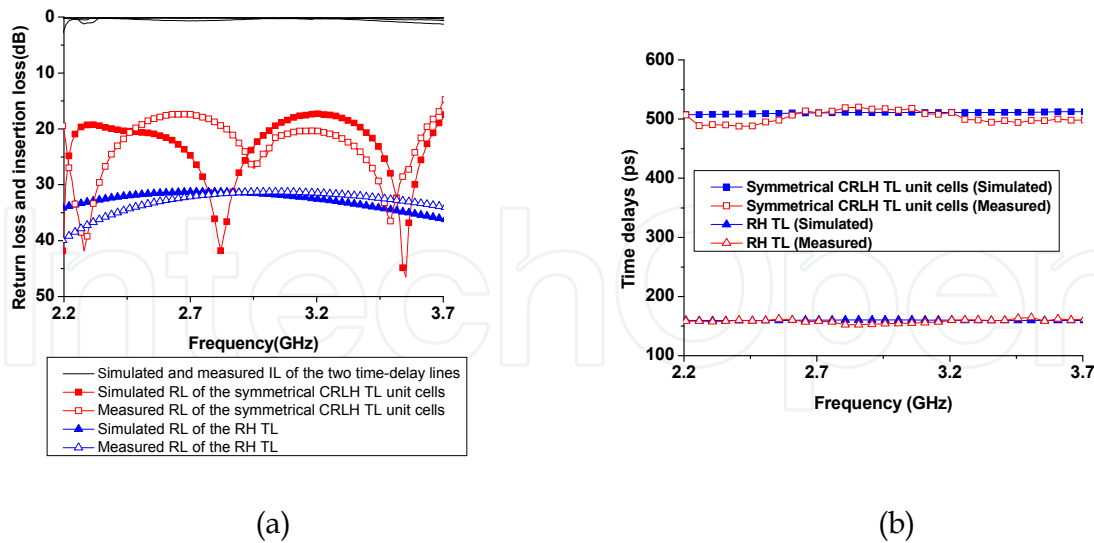 0
10
20
30
40
50
Return loss and insertion loss(dB)
2.2
2.7
3.2
3.7
Frequency(GHz)
Simulated and measured IL of the two time-delay lines
Simulated RL of the symmetrical CRLH TL unit cells
Measured RL of the symmetrical CRLH TL unit cells
Simulated RL of the RH TL
Measured RL of the RH TL
(a)
600
500
400
300
200
100
Time delays (ps)
Symmetrical CRLH TL unit cells (Simulated)
Symmetrical CRLH TL unit cells (Measured)
RH TL (Simulated)
RH TL (Measured)
2.2
2.7
3.2
3.7
Frequency (GHz)
(b)
IntechOpen